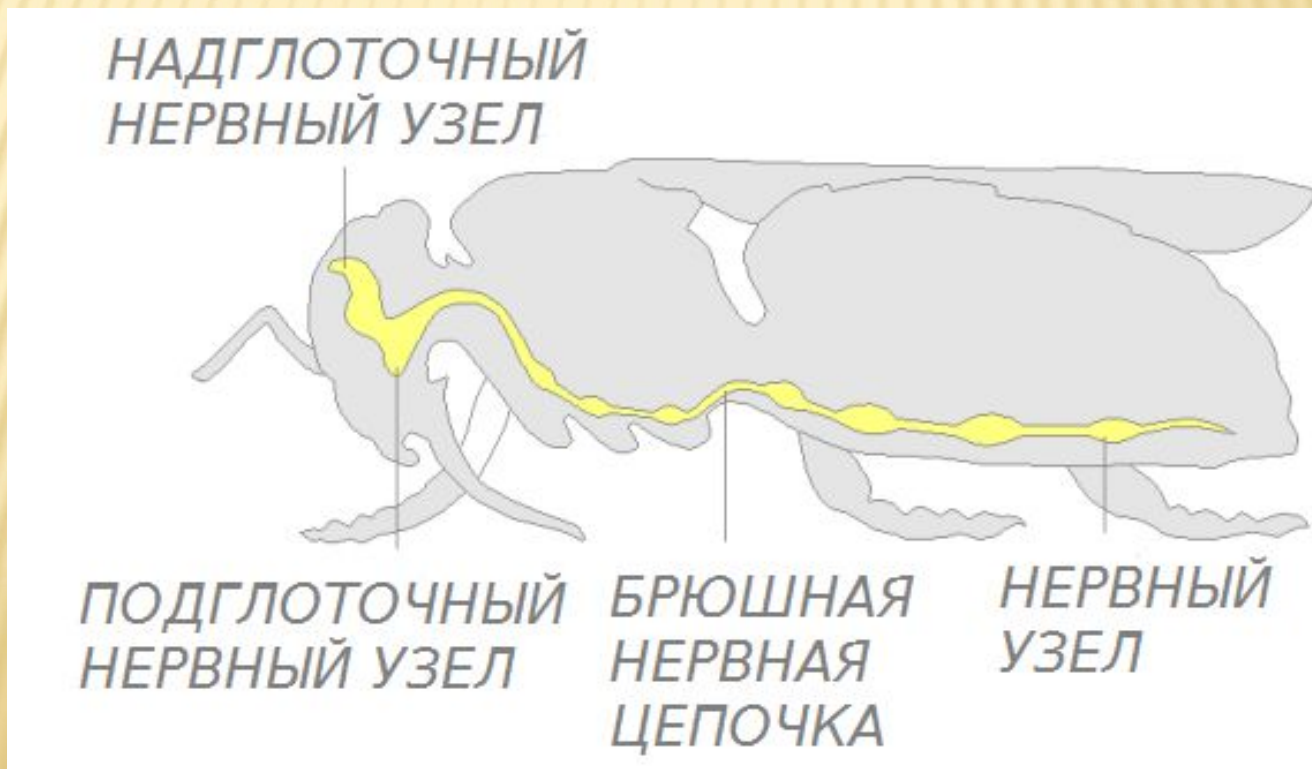 НАДГЛОТОЧНЫЙ
НЕРВНЫЙ УЗЕЛ
ПОДГЛОТОЧНЫЙ
НЕРВНЫЙ УЗЕЛ
БРЮШНАЯ
НЕРВНАЯ
ЦЕПОЧКА
НЕРВНЫЙ
УЗЕЛ